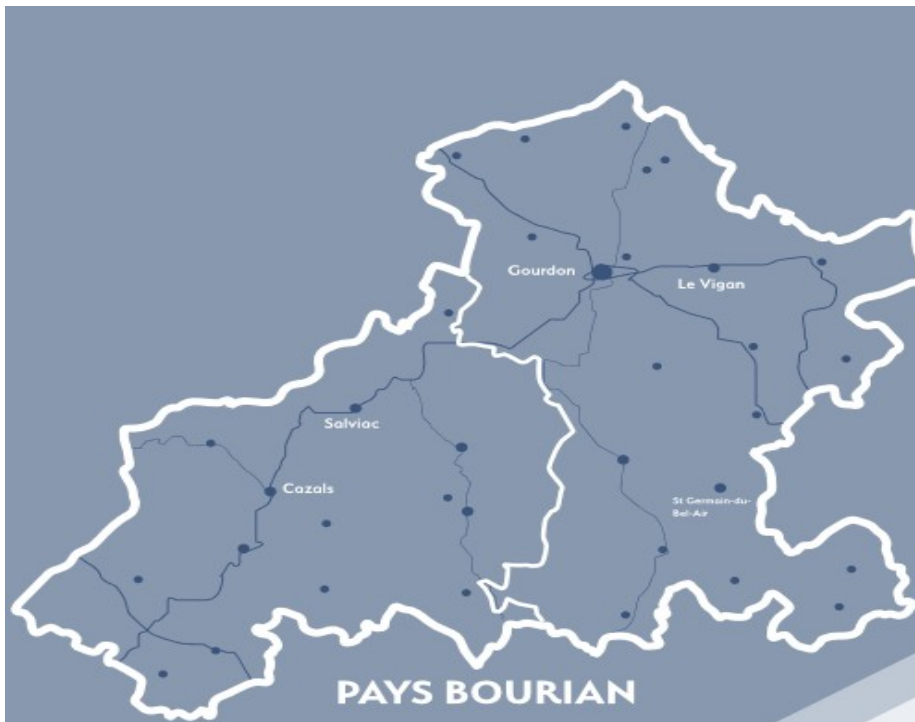 Gourdon
Le Vigan
Salviac
Cazals
St Germain-du-
Bel-Air
PAYS BOURIAN